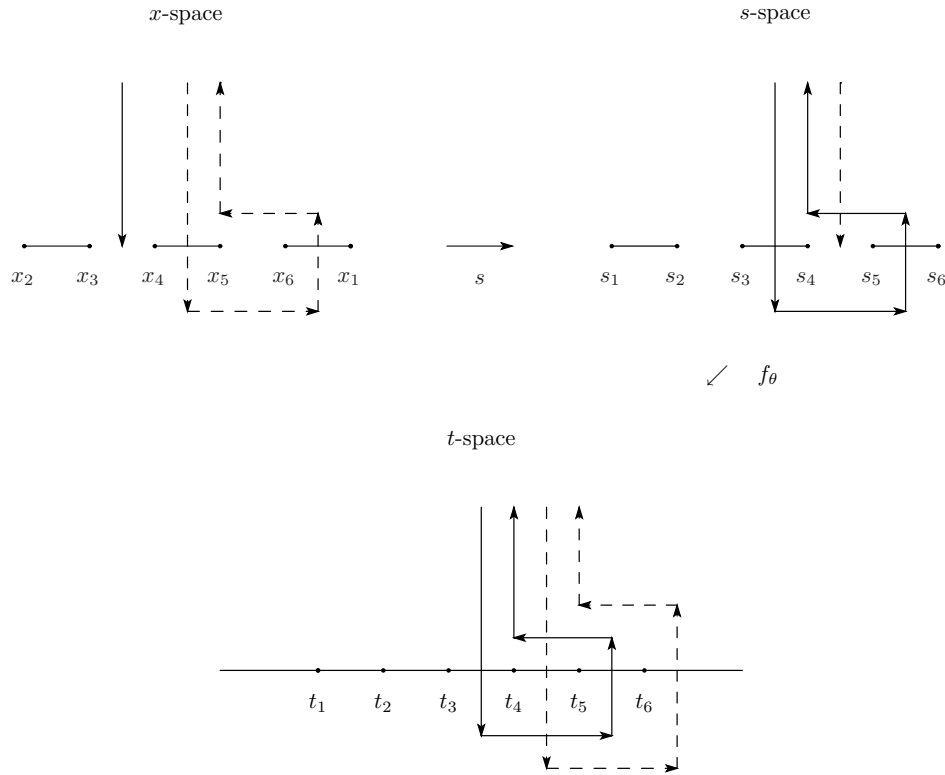 x-space s-space
x₂ x₃ x₄ x₅ x₆ x₁ s s₁ s₂ s₃ s₄ s₅ s₆
f_θ
t-space
t₁ t₂ t₃ t₄ t₅ t₆